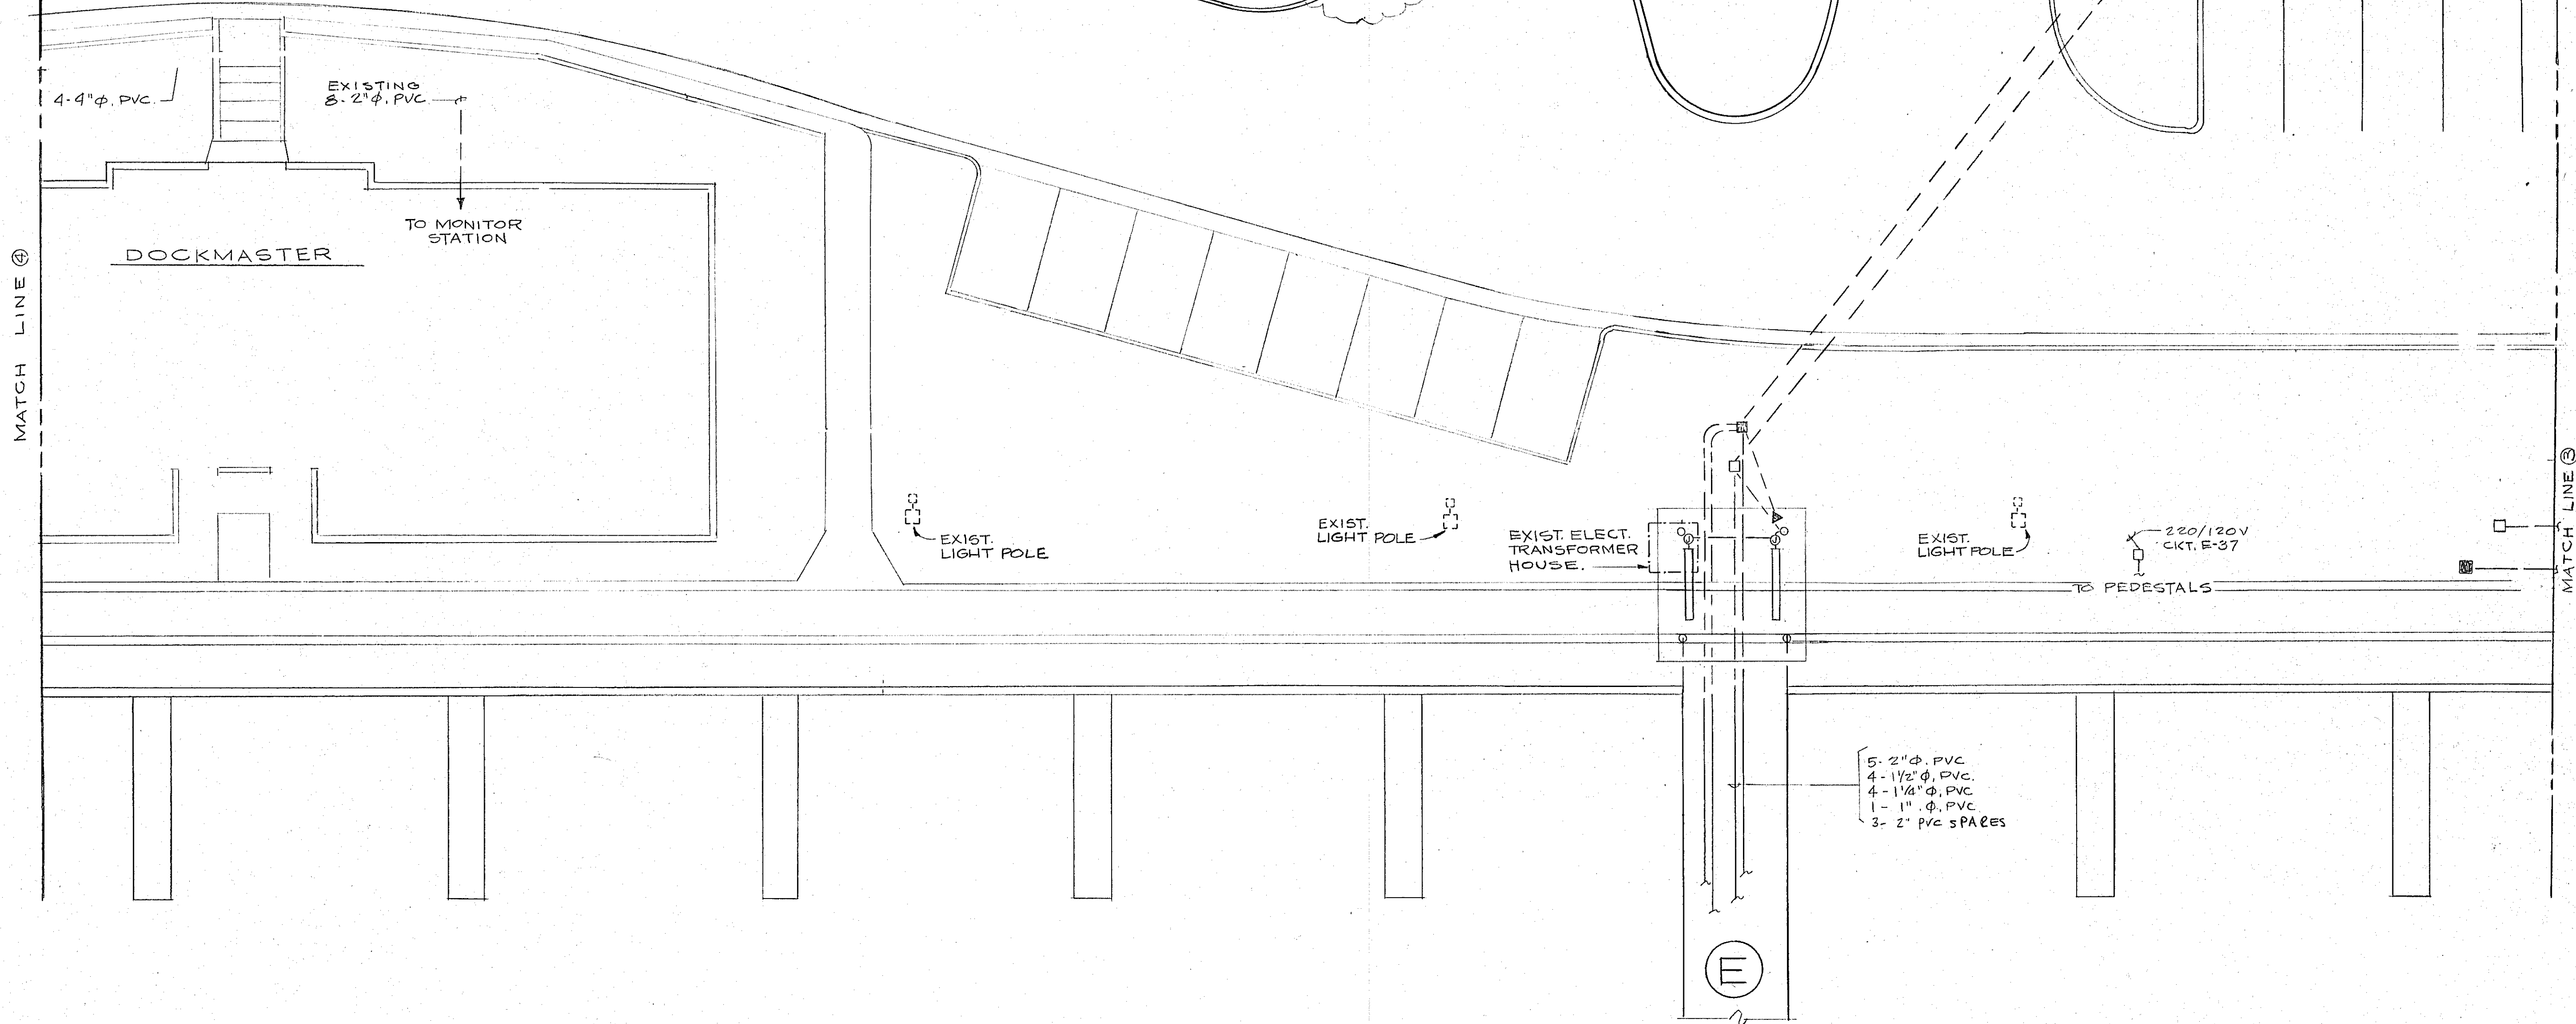 4-4"Φ. PVC.
EXISTING
8-2"Φ. PVC
TO MONITOR
STATION
DOCKMASTER
MATCH LINE ④
EXIST.
LIGHT POLE
EXIST.
LIGHT POLE
EXIST. ELECT.
TRANSFORMER
HOUSE.
EXIST.
LIGHT POLE
220/120V
CKT. E-37
TO PEDESTALS
MATCH LINE ③
5- 2"Φ. PVC
4-1½"Φ, PVC.
4-1¼"Φ, PVC
1- 1".Φ, PVC
3- 2" PVC SPARES
E